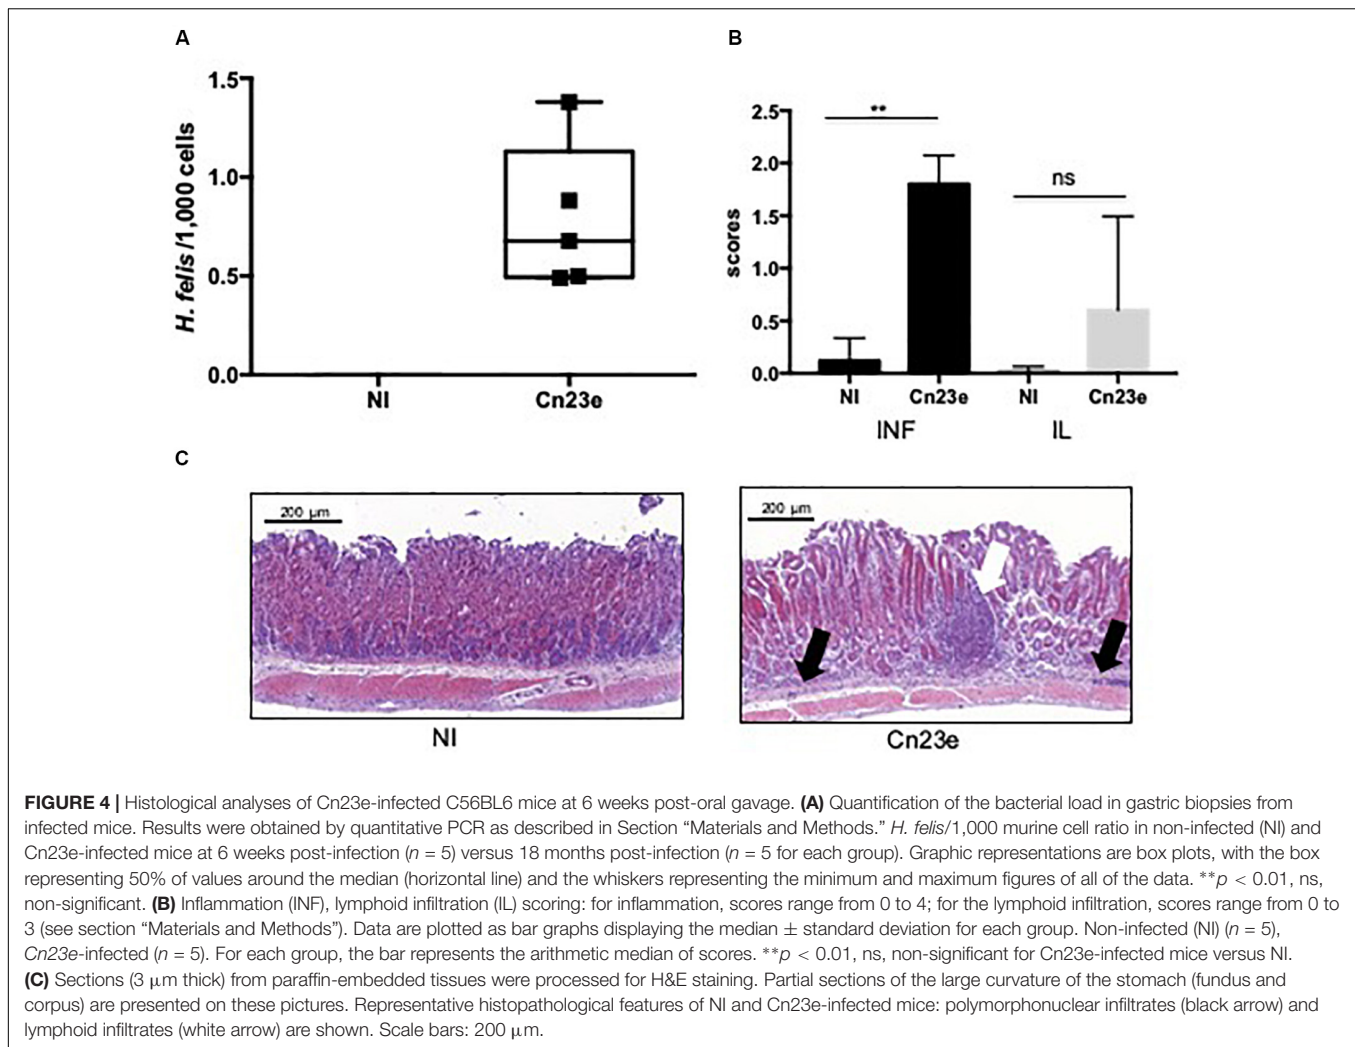 A
1.5
1.0
0.5
0.0
H. felis /1,000 cells
NI
Cn23e
B
2.5
2.0
1.5
1.0
0.5
0.0
scores
**
ns
NI
Cn23e
NI
Cn23e
INF
IL
C
200 µm
NI
200 µm
Cn23e
FIGURE 4 | Histological analyses of Cn23e-infected C56BL6 mice at 6 weeks post-oral gavage. (A) Quantification of the bacterial load in gastric biopsies from
infected mice. Results were obtained by quantitative PCR as described in Section “Materials and Methods.” H. felis/1,000 murine cell ratio in non-infected (NI) and
Cn23e-infected mice at 6 weeks post-infection (n = 5) versus 18 months post-infection (n = 5 for each group). Graphic representations are box plots, with the box
representing 50% of values around the median (horizontal line) and the whiskers representing the minimum and maximum figures of all of the data. **p < 0.01, ns,
non-significant. (B) Inflammation (INF), lymphoid infiltration (IL) scoring: for inflammation, scores range from 0 to 4; for the lymphoid infiltration, scores range from 0 to
3 (see section “Materials and Methods”). Data are plotted as bar graphs displaying the median ± standard deviation for each group. Non-infected (NI) (n = 5),
Cn23e-infected (n = 5). For each group, the bar represents the arithmetic median of scores. **p < 0.01, ns, non-significant for Cn23e-infected mice versus NI.
(C) Sections (3 µm thick) from paraffin-embedded tissues were processed for H&E staining. Partial sections of the large curvature of the stomach (fundus and
corpus) are presented on these pictures. Representative histopathological features of NI and Cn23e-infected mice: polymorphonuclear infiltrates (black arrow) and
lymphoid infiltrates (white arrow) are shown. Scale bars: 200 µm.